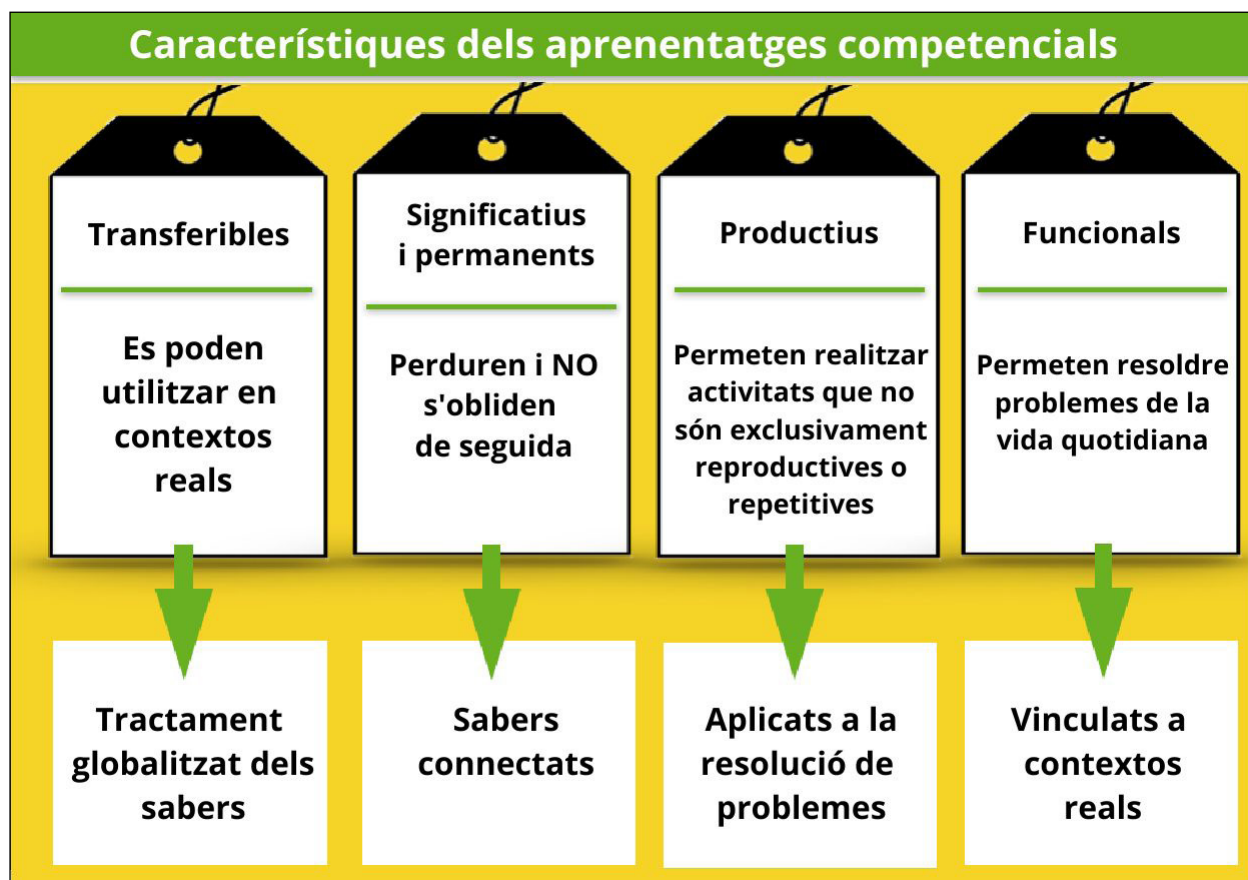 Característiques dels aprenentatges competencials
Transferibles
Es poden
utilitzar en
contextos
reals
Tractament
globalitzat dels
sabers
Significatius
i permanents
Perduren i NO
s'obliden
de seguida
Sabers
connectats
Productius
Permeten realitzar
activitats que no
són exclusivament
reproductives o
repetitives
Aplicats a la
resolució de
problemes
Funcionals
Permeten resoldre
problemes de la
vida quotidiana
Vinculats a
contextos
reals